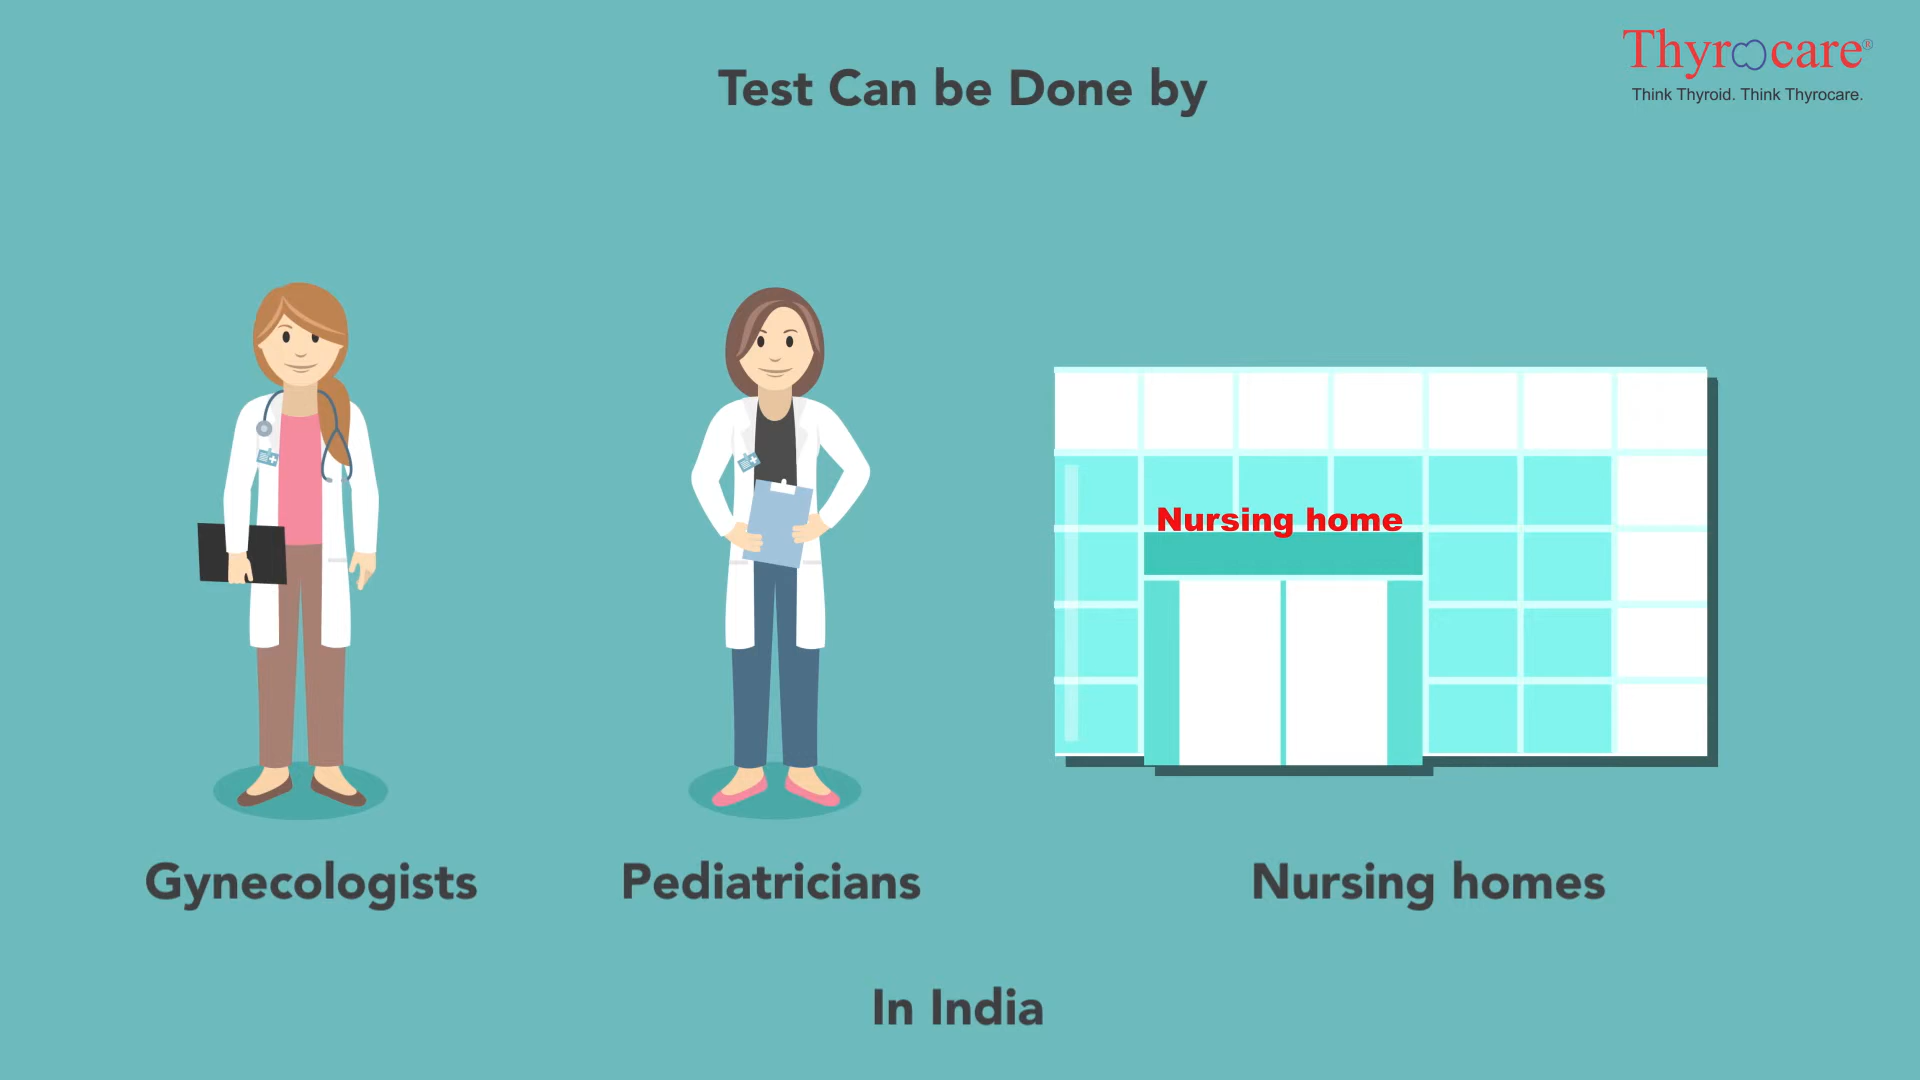 Thyrocare®
Think Thyroid. Think Thyrocare.
Test Can be Done by
Nursing home
Gynecologists
Pediatricians
Nursing homes
In India